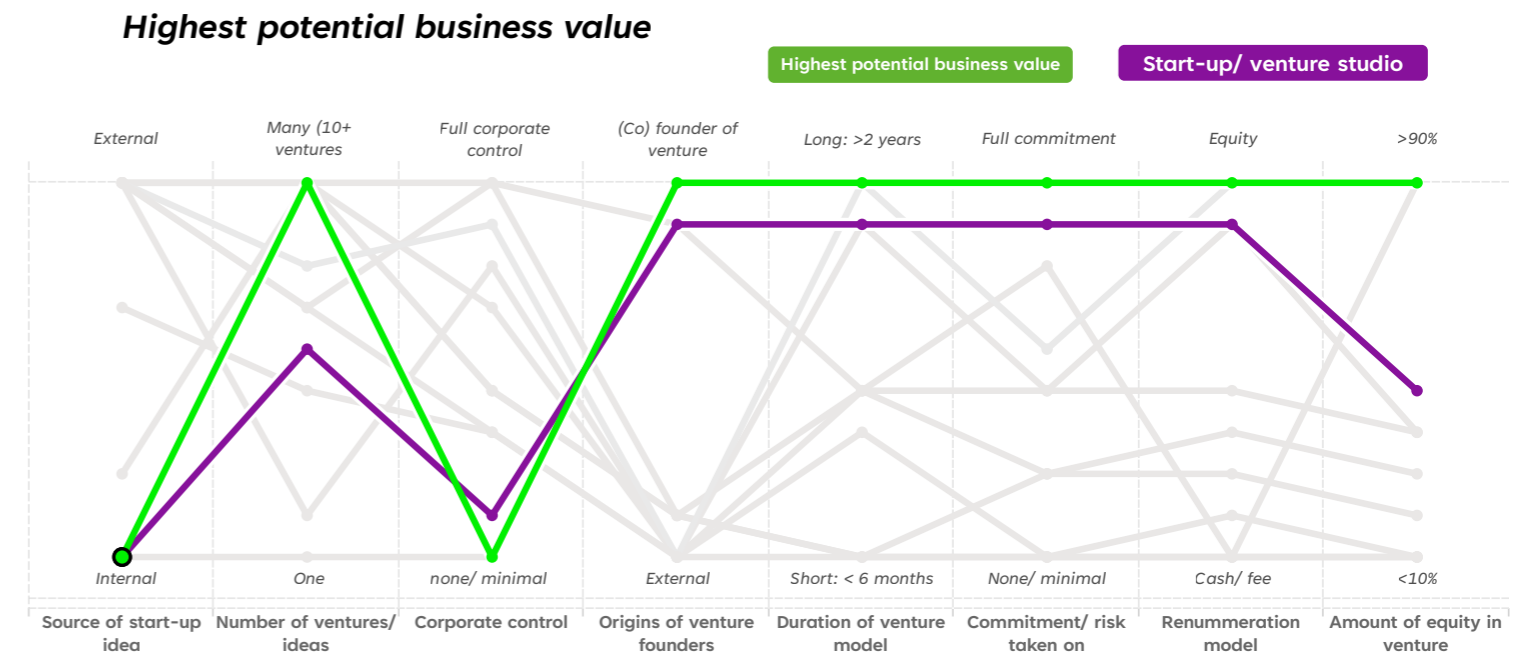 Highest potential business value
Highest potential business value
Start-up/ venture studio
External
Many (10+
ventures
Full corporate
control
(Co) founder of
venture
Long: >2 years
Full commitment
Equity
>90%
Internal
One
none/ minimal
External
Short: < 6 months
None/ minimal
Cash/ fee
<10%
Source of start-up
idea
Number of ventures/
ideas
Corporate control
Origins of venture
founders
Duration of venture
model
Commitment/ risk
taken on
Renummeration
model
Amount of equity in
venture